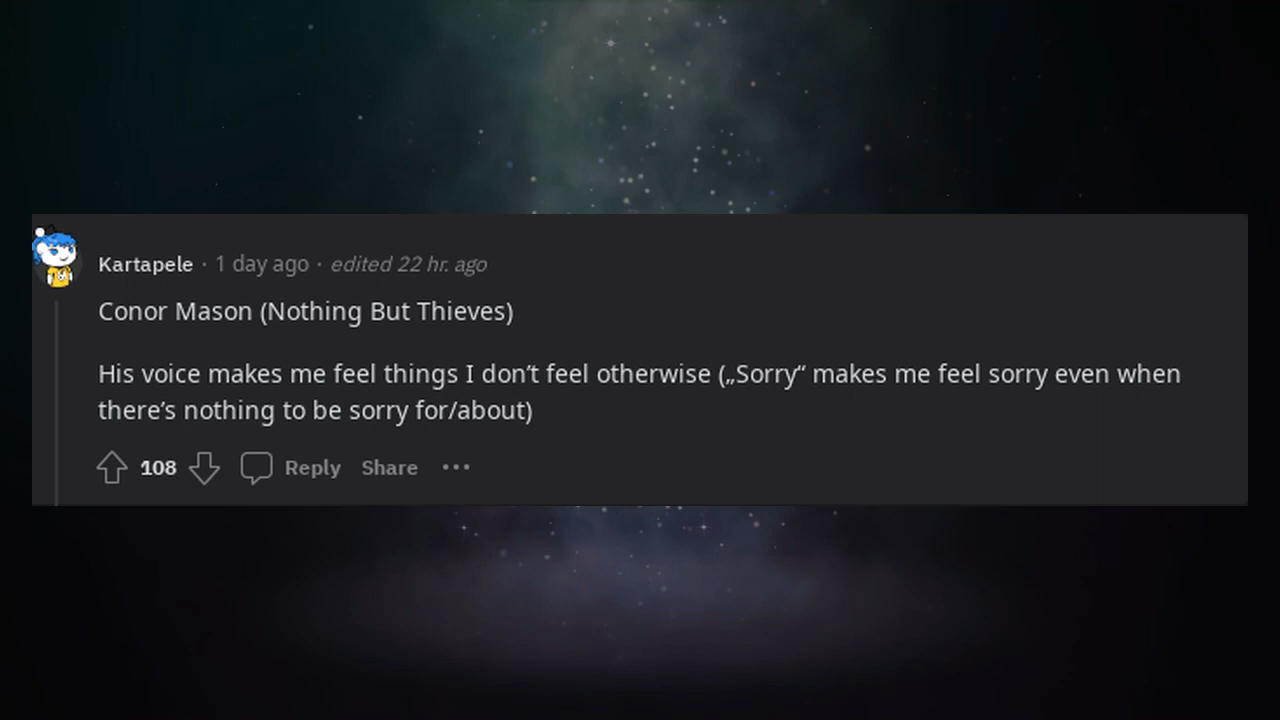 Kartapele · 1 day ago · edited 22 hr. ago
Conor Mason (Nothing But Thieves)
His voice makes me feel things I don’t feel otherwise („Sorry“ makes me feel sorry even when
there’s nothing to be sorry for/about)
108 Reply Share ···